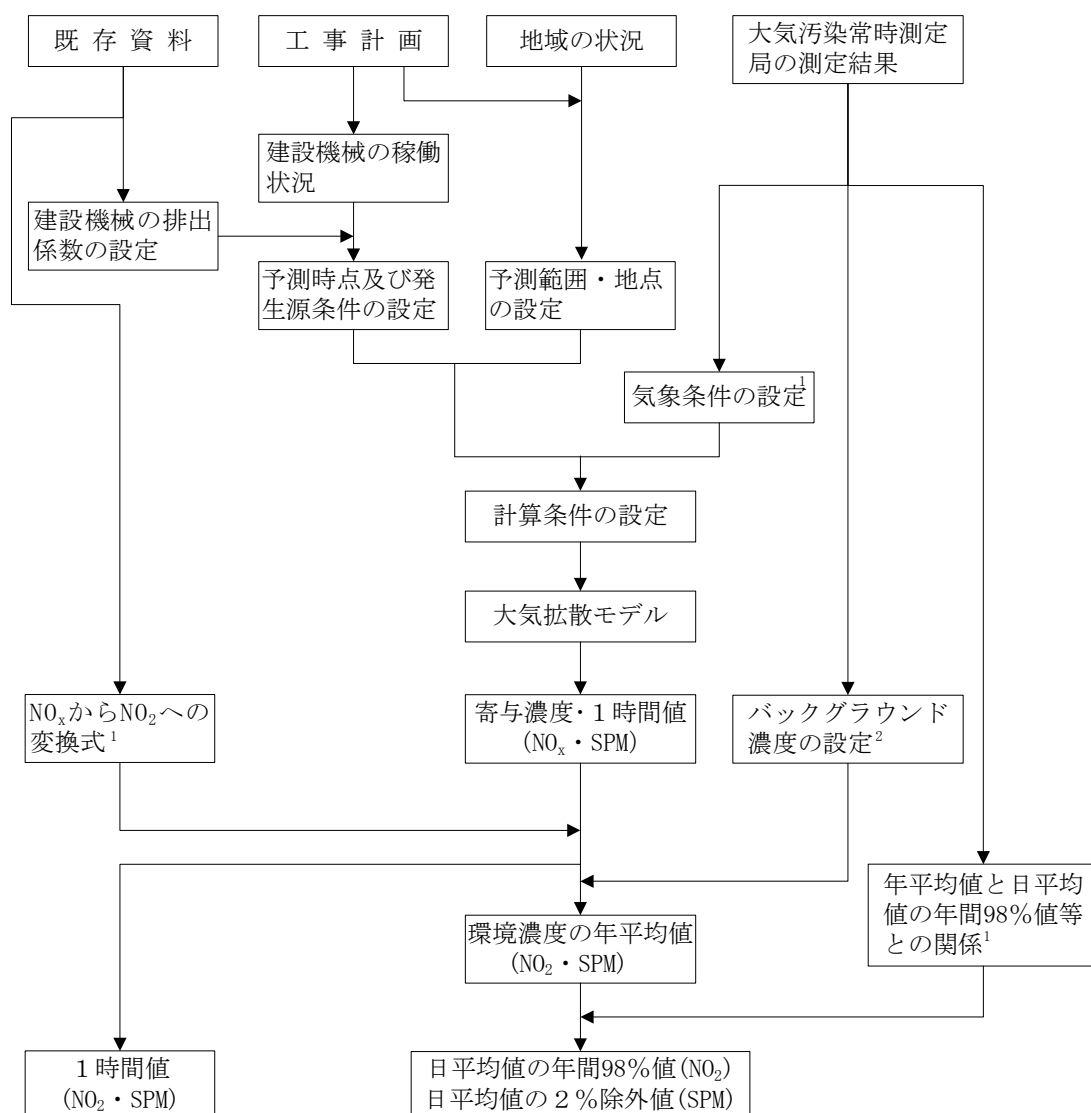 既 存 資 料
工 事 計 画
地域の状況
大気汚染常時測定
局の測定結果
建設機械の稼働
状況
建設機械の排出
係数の設定
予測時点及び発
生源条件の設定
予測範囲・地点
の設定
気象条件の設定1
計算条件の設定
大気拡散モデル
NOxからNO2への
変換式1
寄与濃度・１時間値
(NOx・SPM)
バックグラウンド
濃度の設定2
年平均値と日平均
値の年間98%値等
との関係1
環境濃度の年平均値
(NO2・SPM)
１時間値
(NO2・SPM)
日平均値の年間98%値(NO2)
日平均値の２%除外値(SPM)